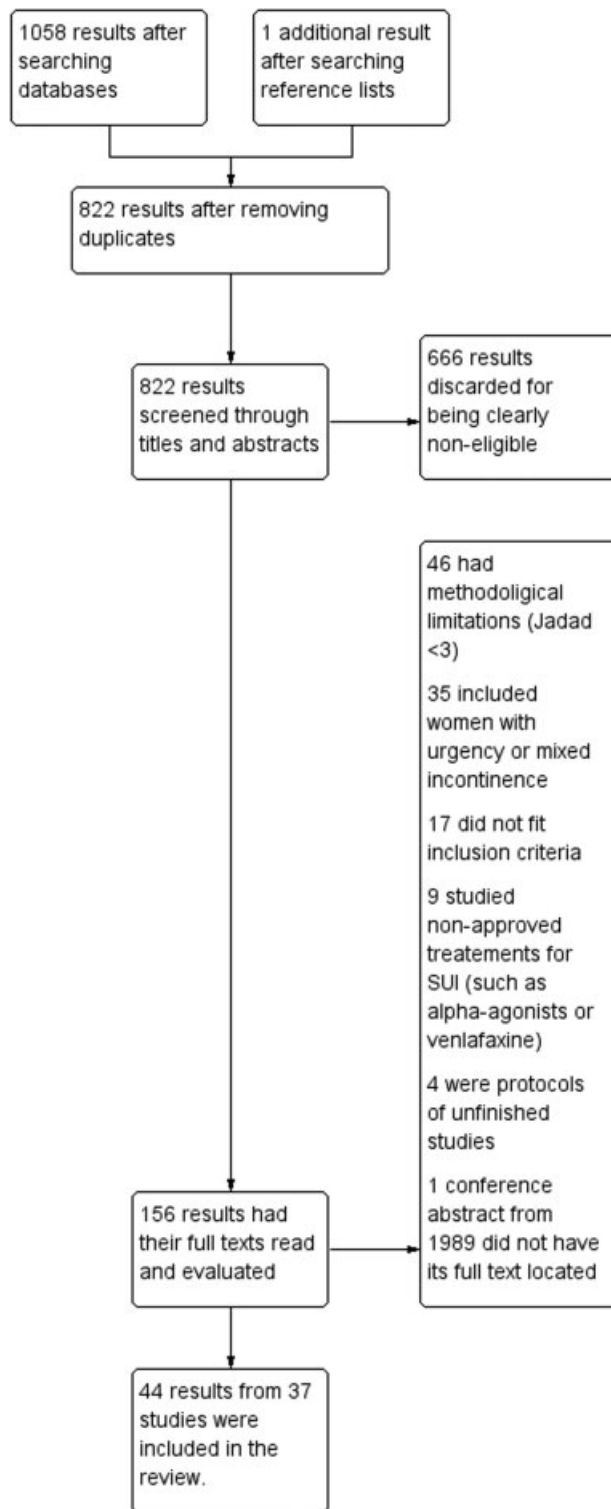 1058 results after
searching
databases
1 additional result
after searching
reference lists
822 results after removing
duplicates
822 results
screened through
titles and abstracts
666 results
discarded for
being clearly
non-eligible
46 had
methodoligical
limitations (Jadad
<3)
35 included
women with
urgency or mixed
incontinence
17 did not fit
inclusion criteria
9 studied
non-approved
treatements for
SUI (such as
alpha-agonists or
venlafaxine)
4 were protocols
of unfinished
studies
1 conference
abstract from
1989 did not have
its full text located
156 results had
their full texts read
and evaluated
44 results from 37
studies were
included in the
review.